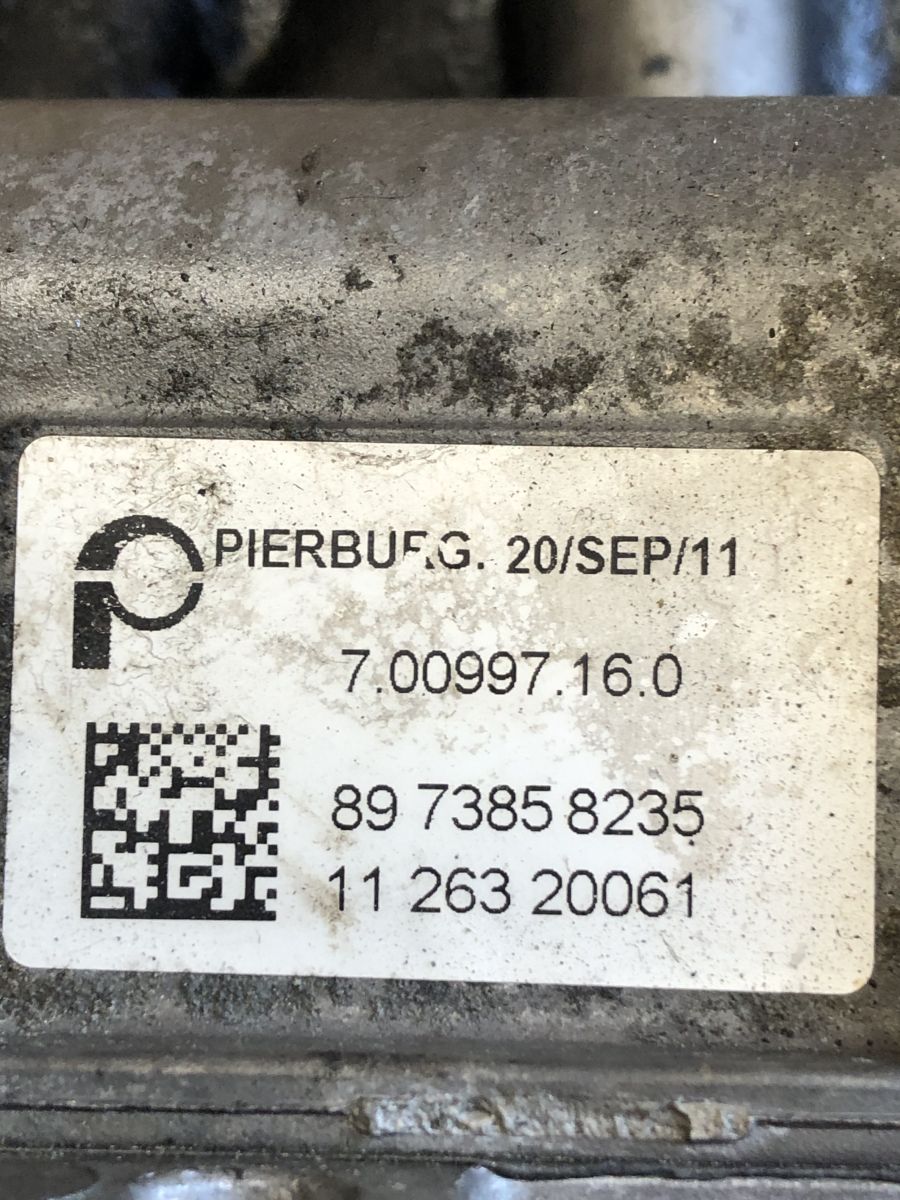 PIERBURG. 20/SEP/11
7.00997.16.0
89 7385 8235
11 263 20061